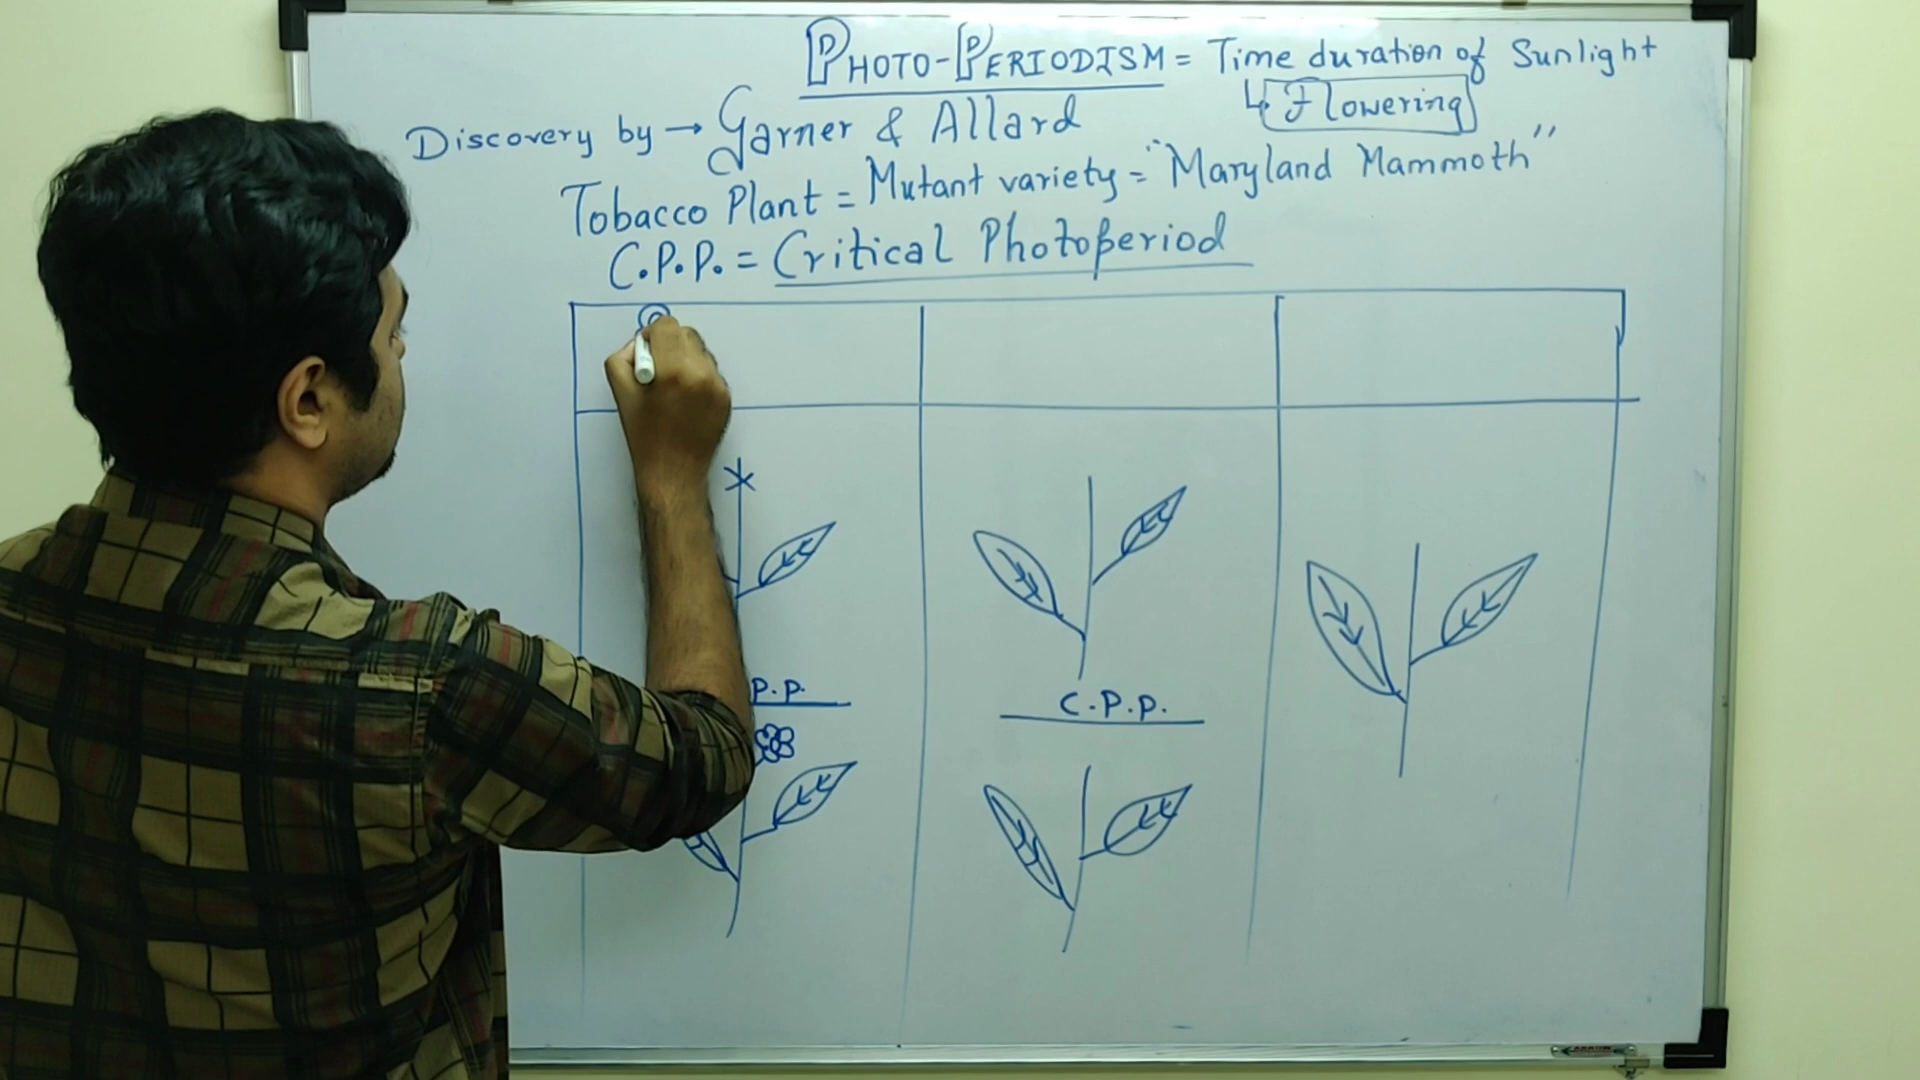 PHOTO-PERIODISM = Time duration of Sunlight
↳ Flowering
Discovery by → Garner & Allard
Tobacco Plant = Mutant variety = "Maryland Mammoth"
C.P.P. = Critical Photoperiod
P.P.
C.P.P.